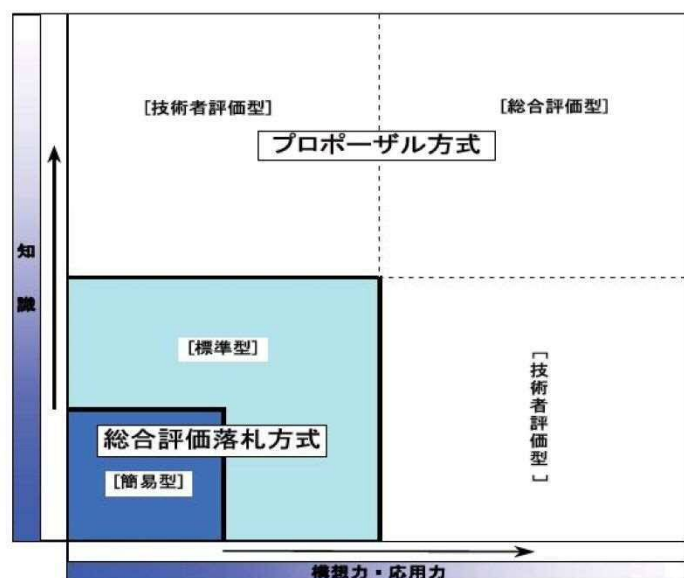 [技術者評価型]
[総合評価型]
プロポーザル方式
知識
[標準型]
[技術者評価型]
総合評価落札方式
[簡易型]
構想力・応用力